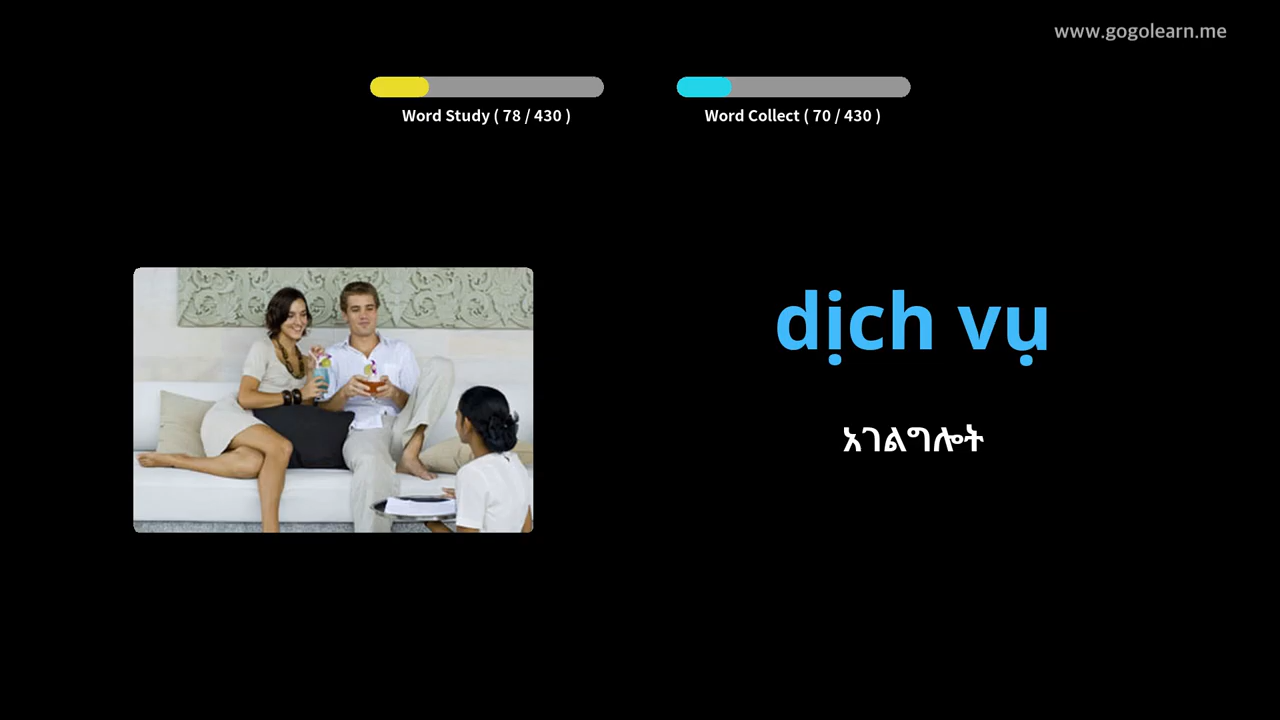 www.gogolearn.me
Word Study ( 78 / 430 )
Word Collect ( 70 / 430 )
dịch vụ
አገልግሎት